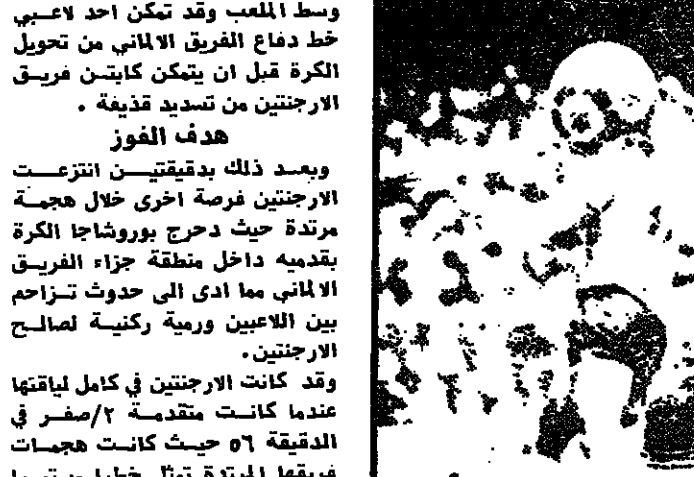 وسط الملعب وقد تمكن احد لاعبي
خط دفاع الفريق الالماني من تحويل
الكرة قبل ان يتمكن كابتن فريق
الارجنتين من تسديد قذيفة .
هدف الفوز
وبعد ذلك بدقيقتين انتزعت
الارجنتين فرصة اخرى خلال هجمة
مرتدة حيث دحرج بوروشاجا الكرة
بقدميه داخل منطقة جزاء الفريق
الالماني مما ادى الى حدوث تزاحم
بين اللاعبين ورمية ركنية لصالح
الارجنتين.
وقد كانت الارجنتين في كامل لياقتها
عندما كانت متقدمة ٢/صفر في
الدقيقة ٥٦ حيث كانت هجمات
فريقها المرتدة تمثل